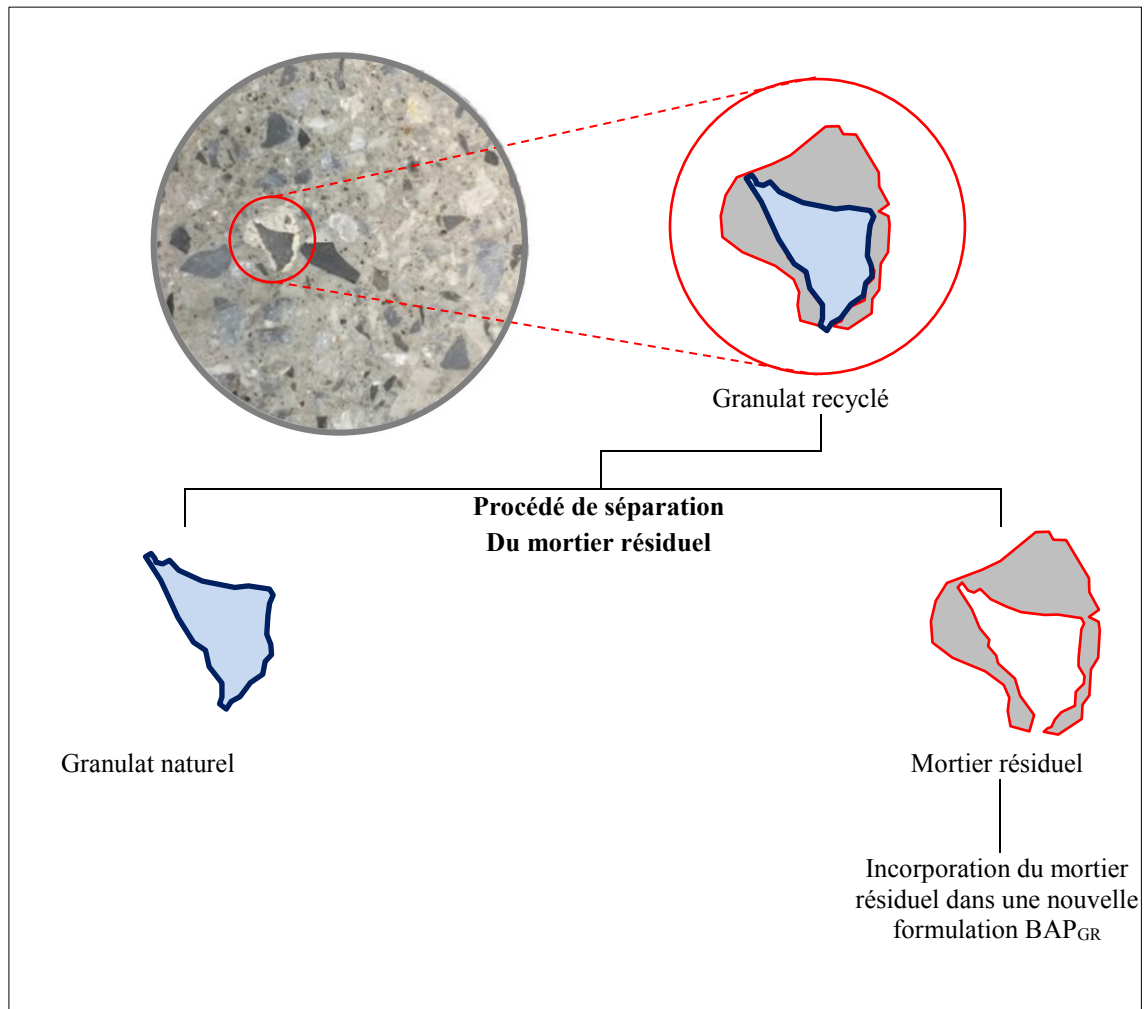 Granulat recyclé
Procédé de séparation
Du mortier résiduel
Granulat naturel
Mortier résiduel
Incorporation du mortier
résiduel dans une nouvelle
formulation BAPGR